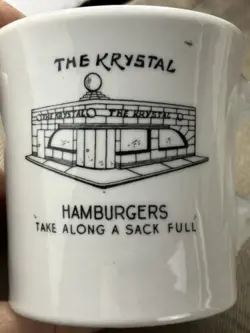 THE KRYSTAL
THE KRYSTAL THE KRYSTAL
HAMBURGERS
TAKE ALONG A SACK FULL